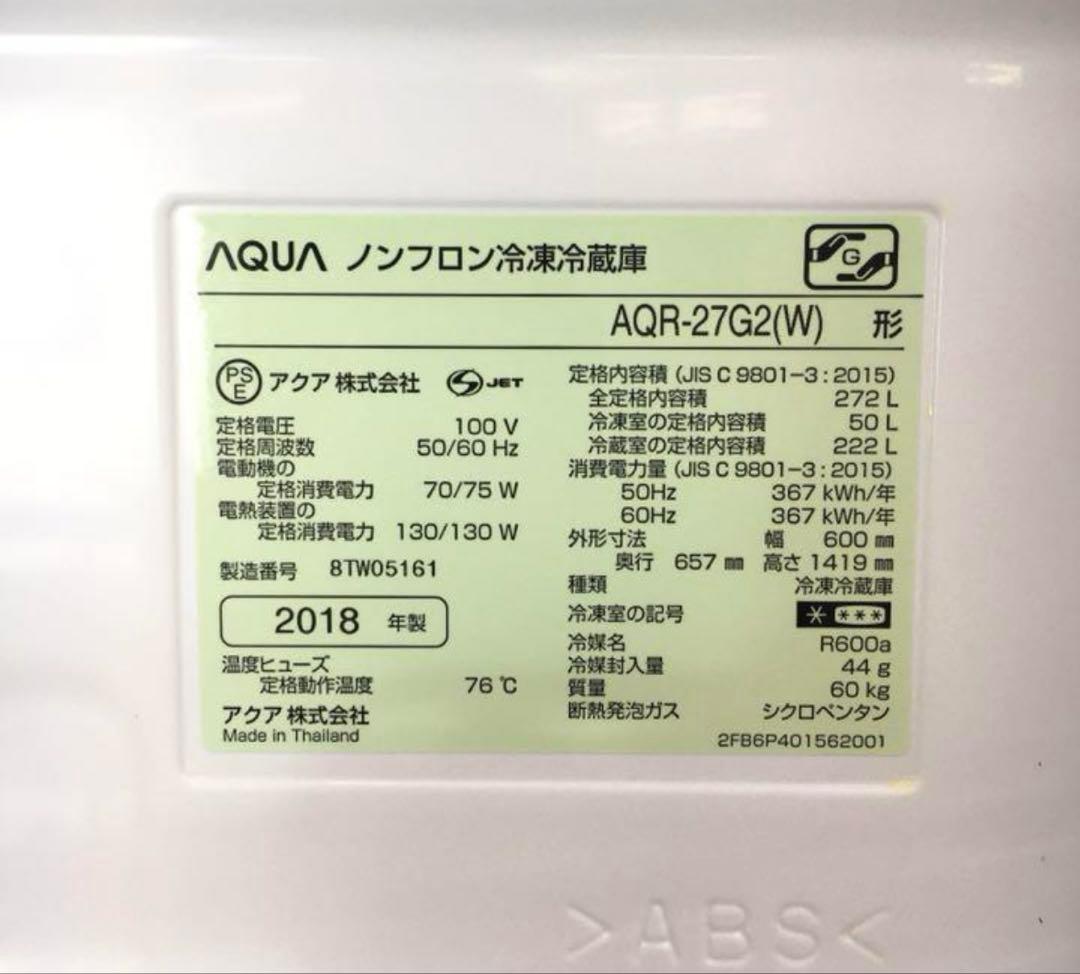 AQUA ノンフロン冷凍冷蔵庫
G
AQR-27G2(W) 形
PSE アクア株式会社 JET
定格電圧 100 V
定格周波数 50/60 Hz
電動機の
定格消費電力 70/75 W
電熱装置の
定格消費電力 130/130 W
製造番号 8TW05161
2018 年製
温度ヒューズ
定格動作温度 76 ℃
アクア株式会社
Made in Thailand
定格内容積 (JIS C 9801-3:2015)
全定格内容積 272 L
冷凍室の定格内容積 50 L
冷蔵室の定格内容積 222 L
消費電力量 (JIS C 9801-3:2015)
50Hz 367 kWh/年
60Hz 367 kWh/年
外形寸法 幅 600 ㎜
奥行 657 ㎜ 高さ 1419 ㎜
種類 冷凍冷蔵庫
冷凍室の記号 * ***
冷媒名 R600a
冷媒封入量 44 g
質量 60 kg
断熱発泡ガス シクロペンタン
2FB6P401562001
>ABS<